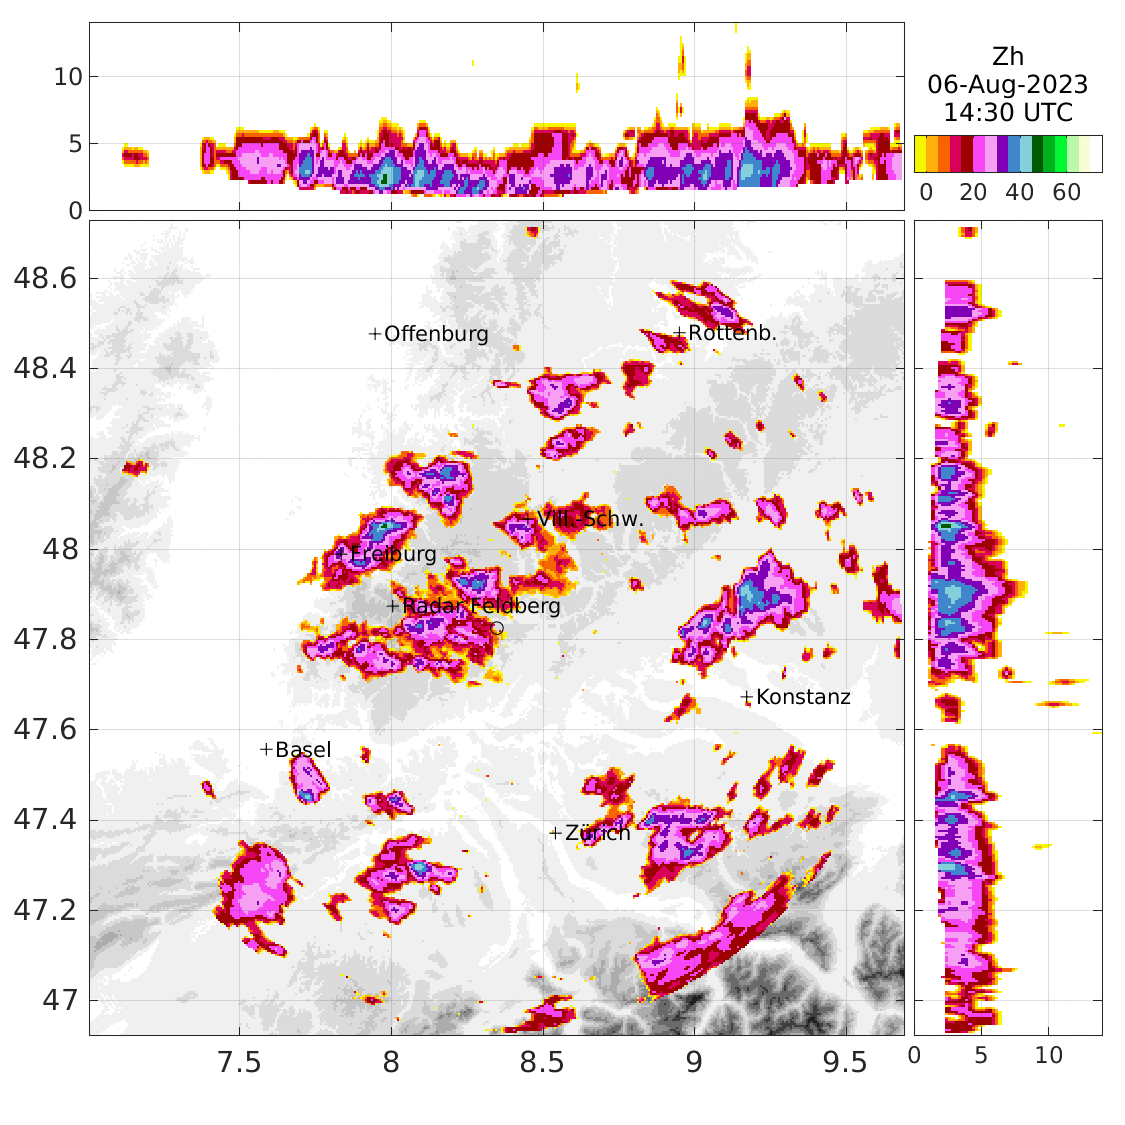 10
5
0
Zh
06-Aug-2023
14:30 UTC
0 20 40 60
48.6
48.4
48.2
48
47.8
47.6
47.4
47.2
47
+Offenburg
+Rottenb.
+Vill.-Schw.
+Freiburg
+Radar Feldberg
+Konstanz
+Basel
+Zürich
7.5 8 8.5 9 9.5
0 5 10